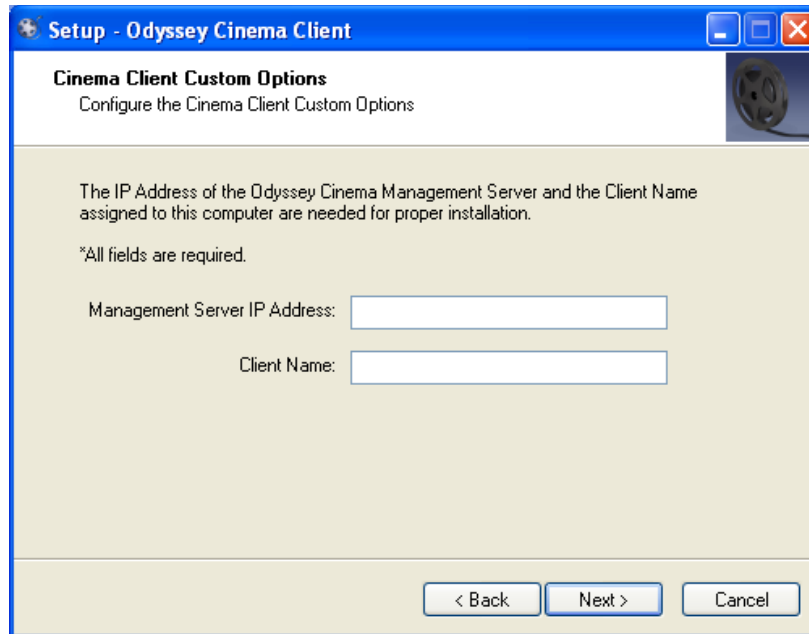 Setup - Odyssey Cinema Client
Cinema Client Custom Options
Configure the Cinema Client Custom Options
The IP Address of the Odyssey Cinema Management Server and the Client Name
assigned to this computer are needed for proper installation.
*All fields are required.
Management Server IP Address:
Client Name:
< Back
Next >
Cancel